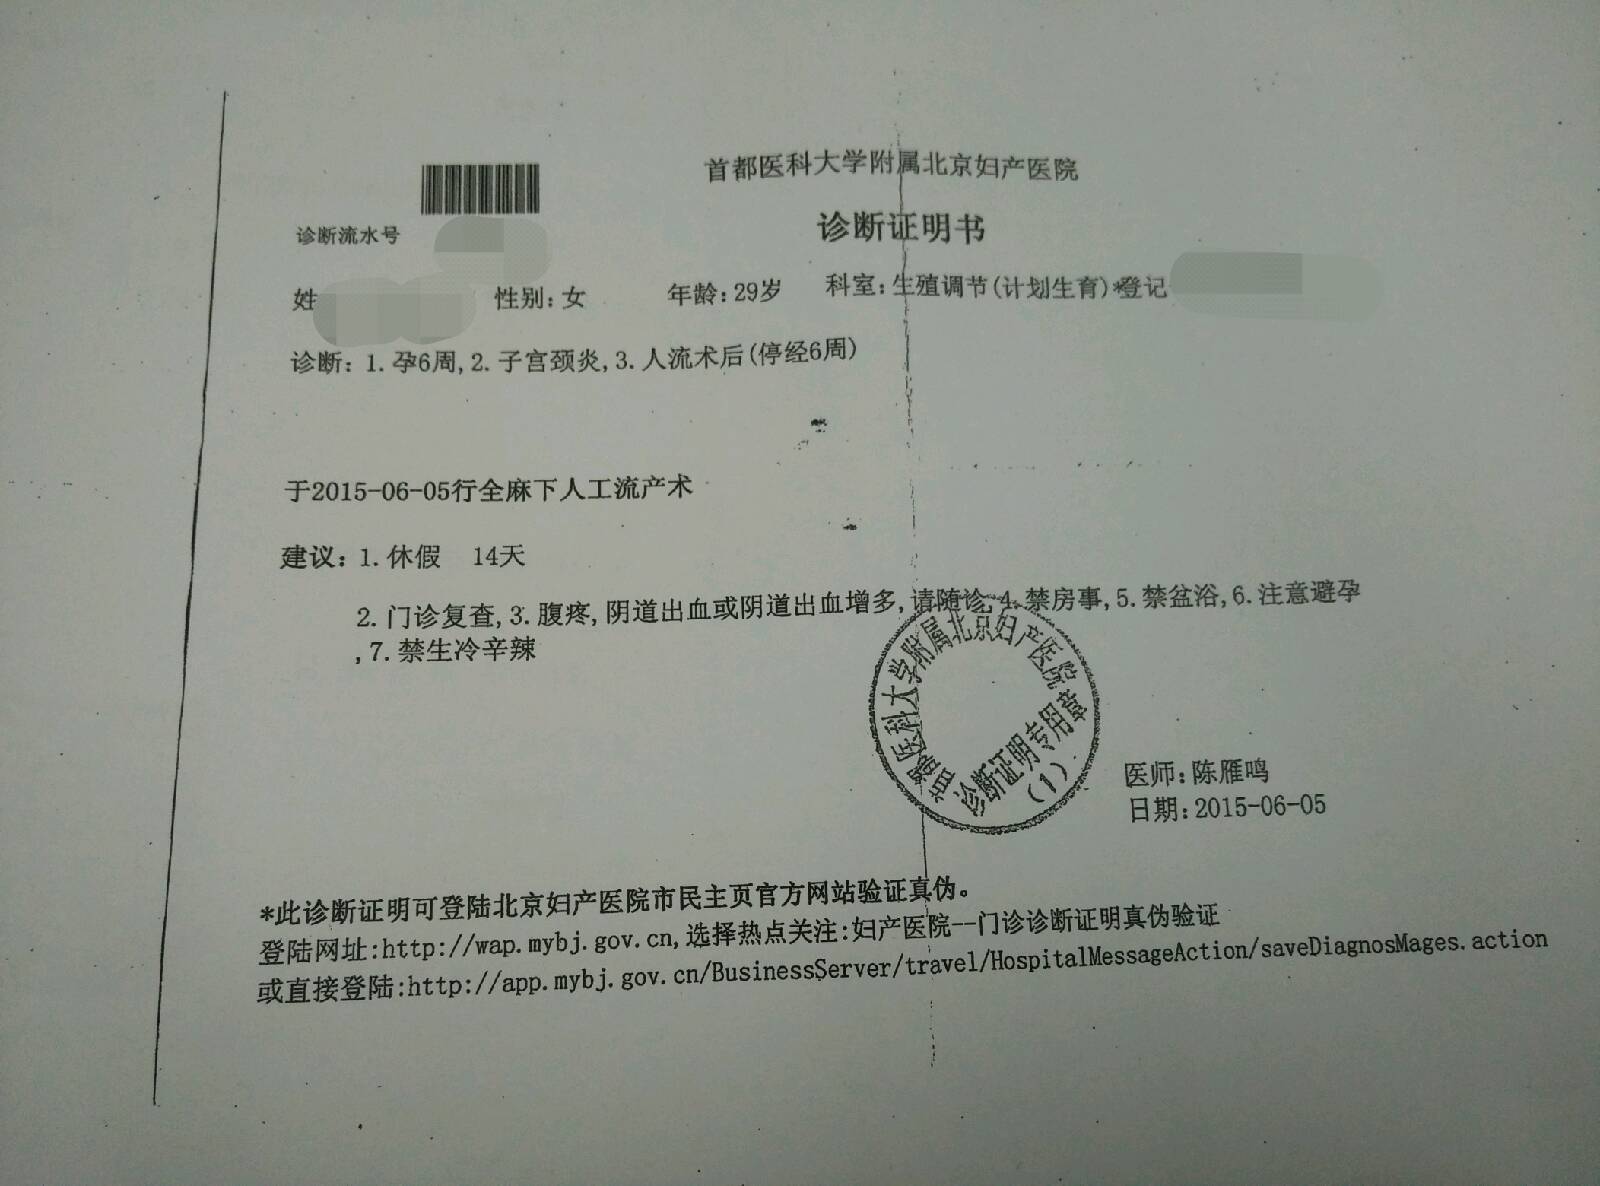 首都医科大学附属北京妇产医院
诊断证明书
诊断流水号
姓 性别:女 年龄:29岁 科室:生殖调节(计划生育)*登记
诊断: 1. 孕6周,2. 子宫颈炎,3. 人流术后(停经6周)
于2015-06-05行全麻下人工流产术
建议: 1. 休假 14天
2. 门诊复查,3. 腹疼,阴道出血或阴道出血增多,请随诊,4. 禁房事,5. 禁盆浴,6. 注意避孕
,7. 禁生冷辛辣
首都医科大学附属北京妇产医院
诊断证明专用章
(1)
医师:陈雁鸣
日期:2015-06-05
*此诊断证明可登陆北京妇产医院市民主页官方网站验证真伪。
登陆网址:http://wap.mybj.gov.cn,选择热点关注:妇产医院--门诊诊断证明真伪验证
或直接登陆:http://app.mybj.gov.cn/BusinessServer/travel/HospitalMessageAction/saveDiagnosMages.action